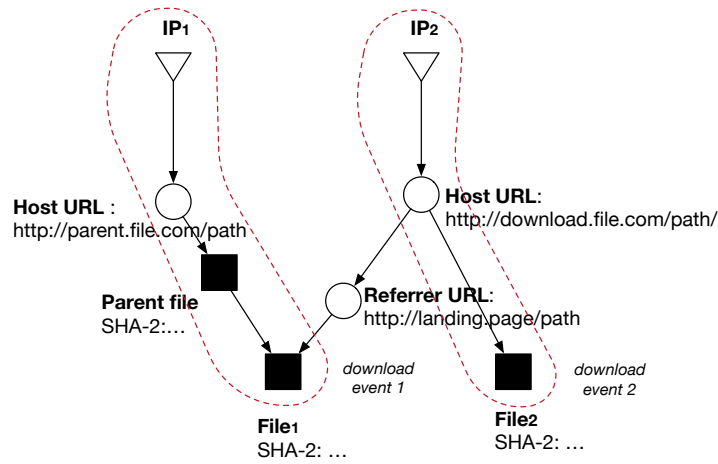 IP1
IP2
Host URL :
http://parent.file.com/path
Host URL:
http://download.file.com/path/
Parent file
SHA-2:...
Referrer URL:
http://landing.page/path
download
event 1
download
event 2
File1
SHA-2: ...
File2
SHA-2: ...